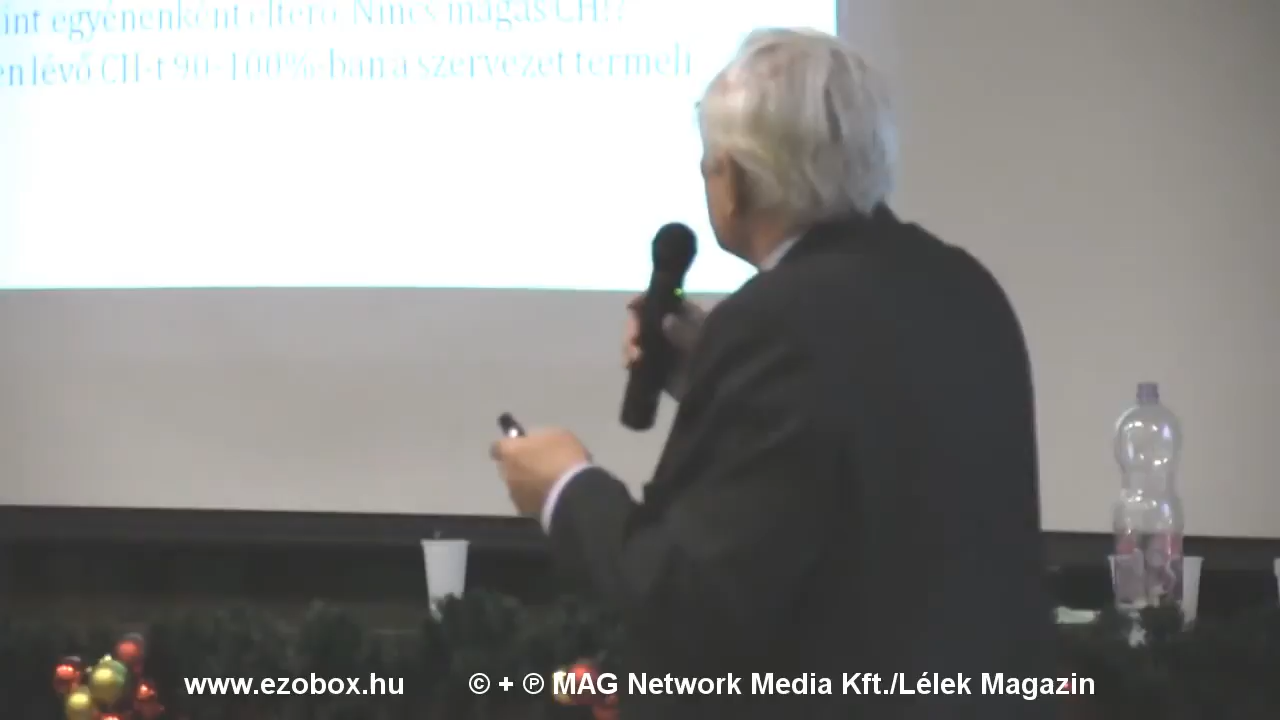 int egyénenként eltérő. Nincs magas CH!?
en lévő CH-t 90-100%-ban a szervezet termeli
www.ezobox.hu © + ℗ MAG Network Media Kft./Lélek Magazin